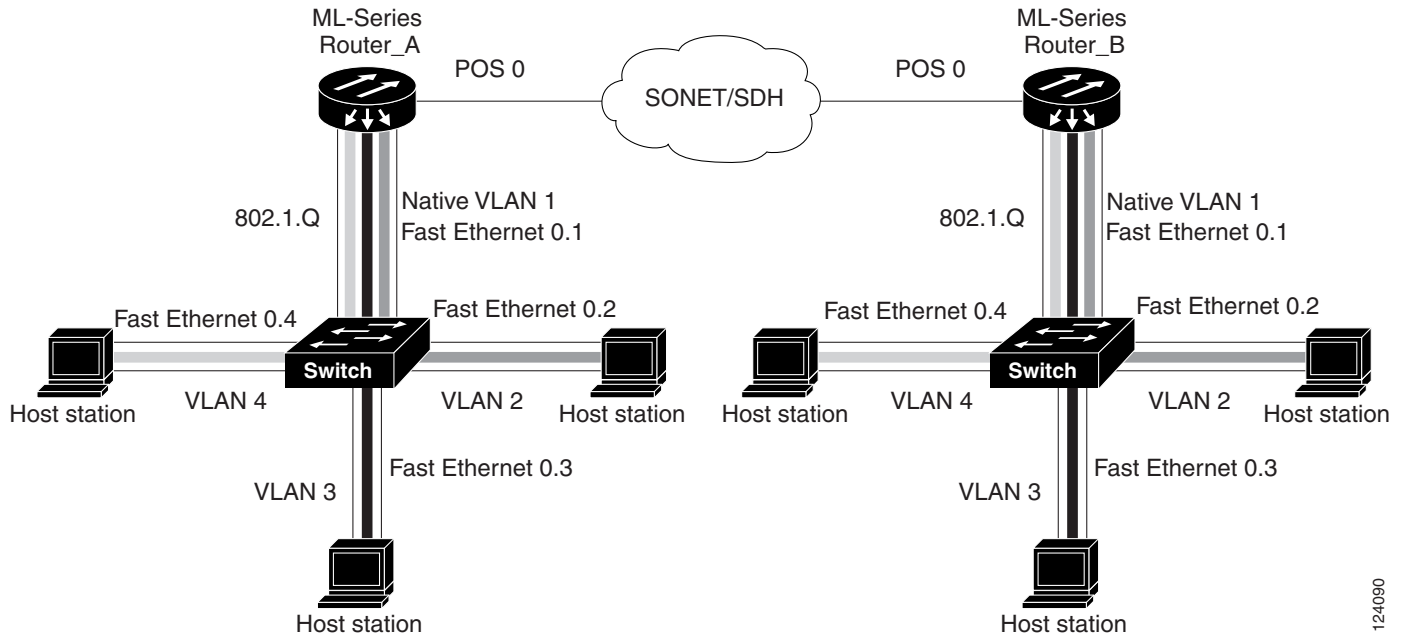 ML-Series
Router_A
ML-Series
Router_B
POS 0
SONET/SDH
POS 0
802.1.Q
Native VLAN 1
Fast Ethernet 0.1
802.1.Q
Native VLAN 1
Fast Ethernet 0.1
Fast Ethernet 0.4
Fast Ethernet 0.2
Fast Ethernet 0.4
Fast Ethernet 0.2
Switch
Switch
Host station
VLAN 4
VLAN 2
Host station
Host station
VLAN 4
VLAN 2
Host station
Fast Ethernet 0.3
VLAN 3
Fast Ethernet 0.3
VLAN 3
Host station
Host station
124090